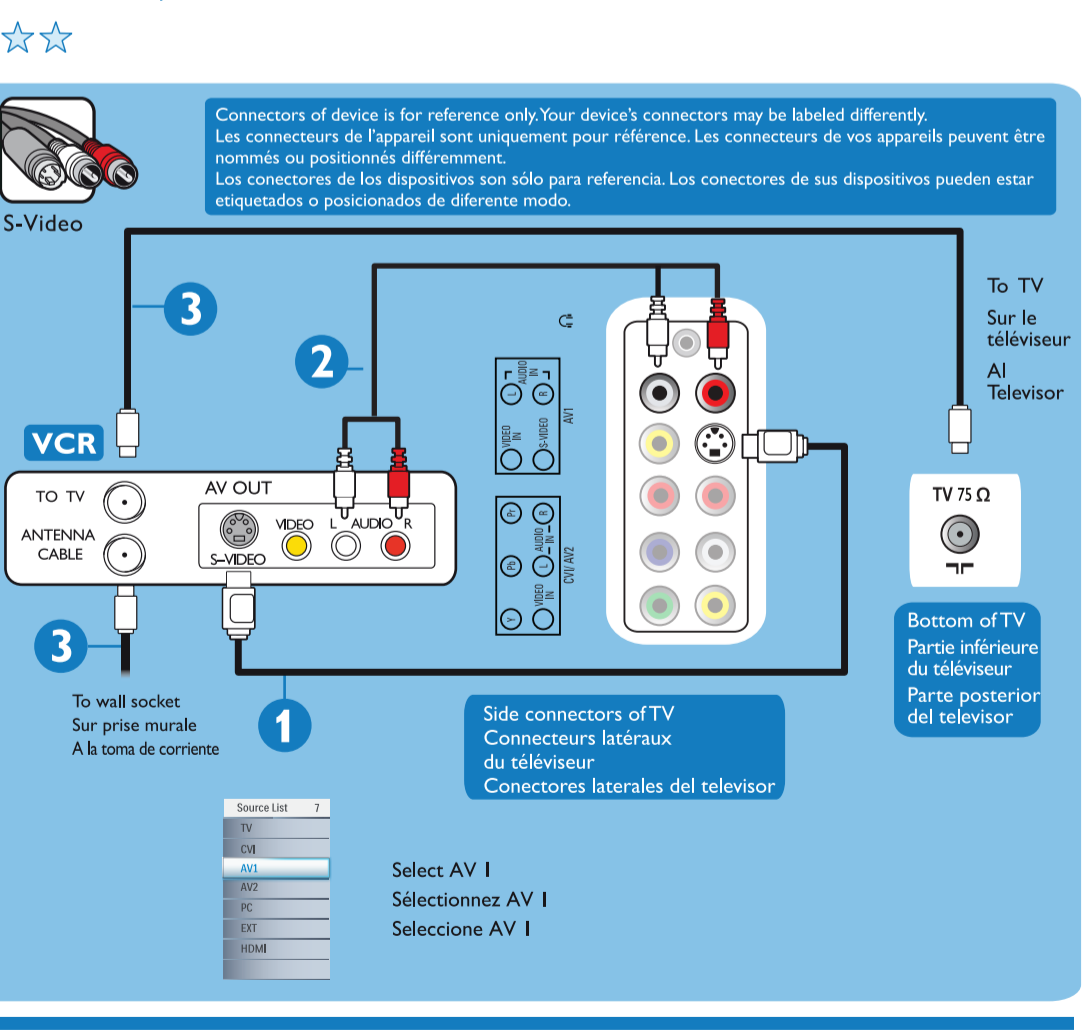 Connectors of device is for reference only. Your device's connectors may be labeled differently.
Les connecteurs de l'appareil sont uniquement pour référence. Les connecteurs de vos appareils peuvent être
nommés ou positionnés différemment.
Los conectores de los dispositivos son sólo para referencia. Los conectores de sus dispositivos pueden estar
etiquetados o posicionados de diferente modo.
S-Video
3
2
To TV
Sur le
téléviseur
Al
Televisor
VCR
TO TV
ANTENNA
CABLE
AV OUT
S-VIDEO
VIDEO
L AUDIO R
VIDEO
IN
L
AUDIO
IN
S-VIDEO
R
AV1
Y
Pb
Pr
VIDEO
IN
L
AUDIO
IN
R
CVI/ AV2
TV 75 Ω
Bottom of TV
Partie inférieure
du téléviseur
Parte posterior
del televisor
3
To wall socket
Sur prise murale
A la toma de corriente
1
Side connectors of TV
Connecteurs latéraux
du téléviseur
Conectores laterales del televisor
Source List 7
TV
CVI
AV1
AV2
PC
EXT
HDMI
Select AV 1
Sélectionnez AV 1
Seleccione AV 1